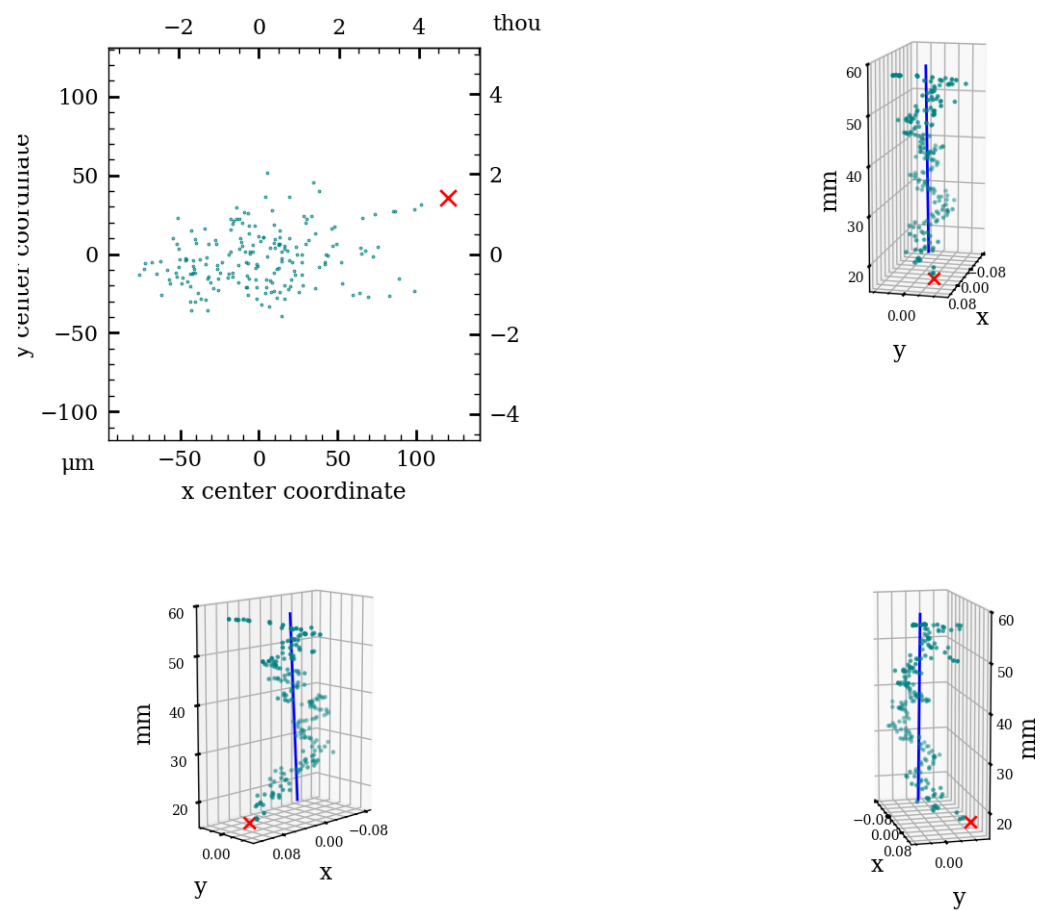 −2 0 2 4 thou
100 50 0 −50 −100
y center coordinate
4 2 0 −2 −4
μm
−50 0 50 100
x center coordinate
60 50 40 30 20
mm
0.00
y
−0.08 0.00 0.08
x
60 50 40 30 20
mm
0.00
y
0.08 0.00 −0.08
x
60 50 40 30 20
mm
−0.08 0.00 0.08
x
0.00
y